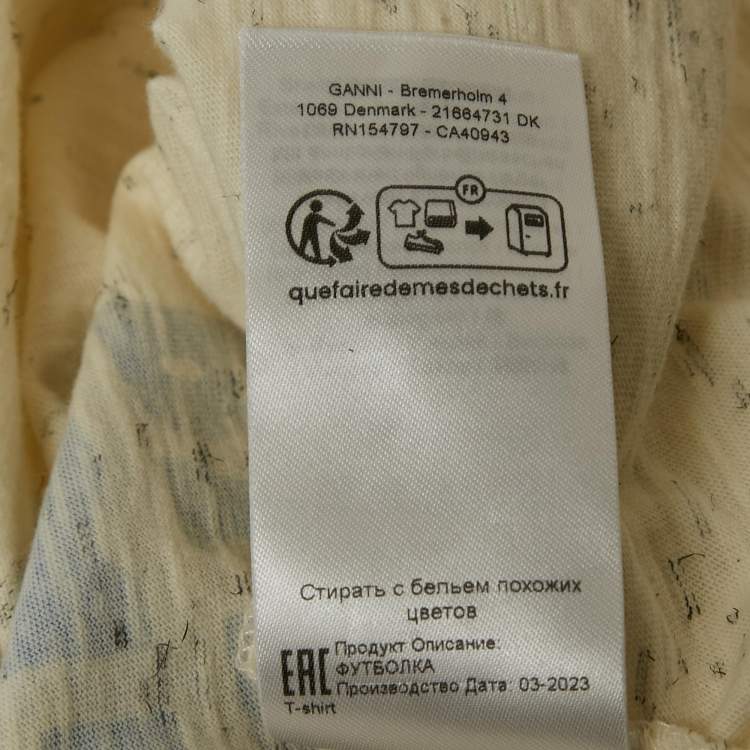 GANNI - Bremerholm 4
1069 Denmark - 21664731 DK
RN154797 - CA40943
FR
quefairedemesdechets.fr
Стирать с бельем похожих
цветов
EAC
Продукт Описание:
ФУТБОЛКА
Производство Дата: 03-2023
T-shirt